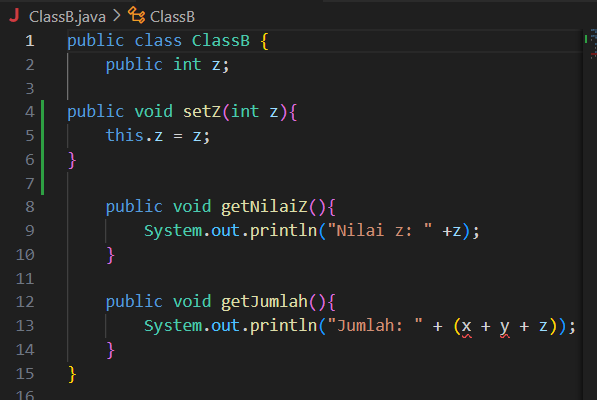 J ClassB.java > ClassB
1 public class ClassB {
2     public int z;
3
4 public void setZ(int z){
5     this.z = z;
6 }
7
8     public void getNilaiZ(){
9         System.out.println("Nilai z: " +z);
10     }
11
12     public void getJumlah(){
13         System.out.println("Jumlah: " + (x + y + z));
14     }
15 }
16